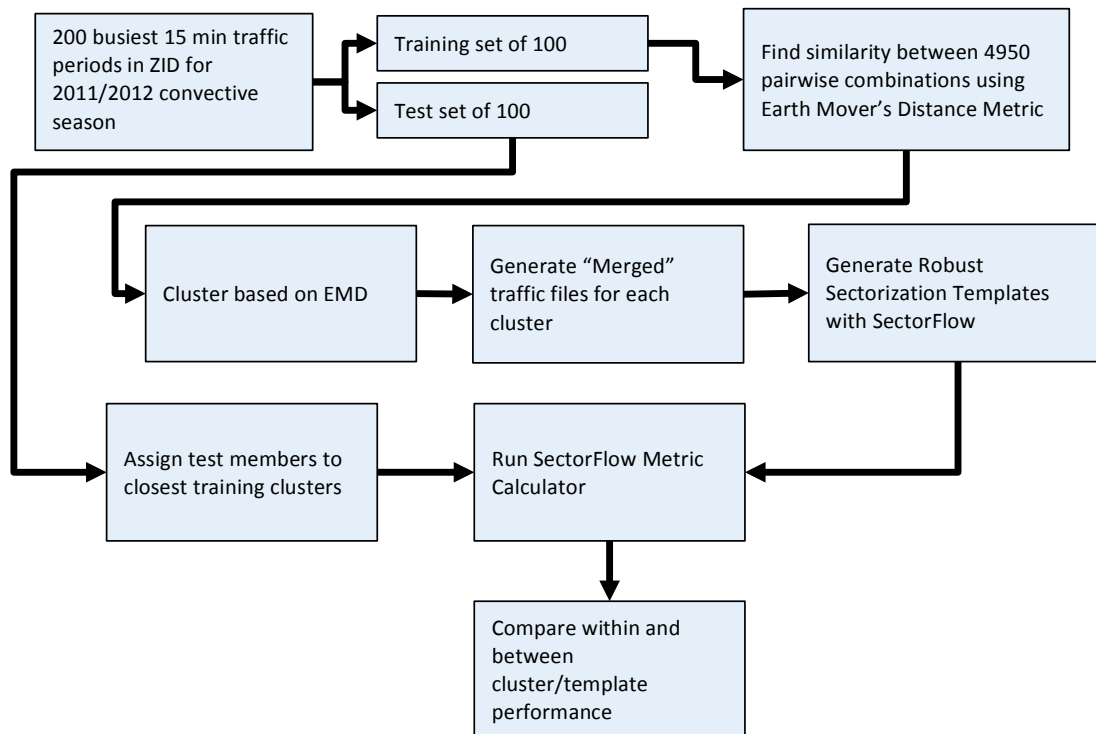 200 busiest 15 min traffic
periods in ZID for
2011/2012 convective
season
Training set of 100
Test set of 100
Find similarity between 4950
pairwise combinations using
Earth Mover’s Distance Metric
Cluster based on EMD
Generate “Merged”
traffic files for each
cluster
Generate Robust
Sectorization Templates
with SectorFlow
Assign test members to
closest training clusters
Run SectorFlow Metric
Calculator
Compare within and
between
cluster/template
performance